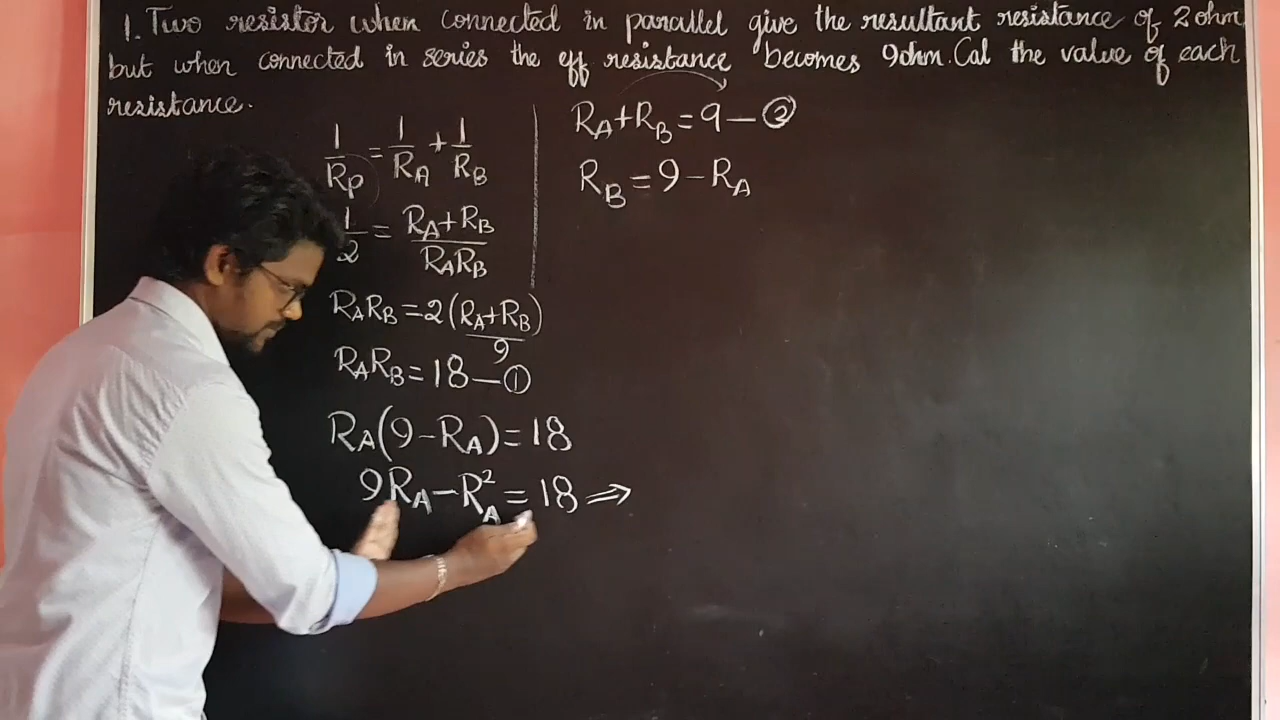 1. Two resistor when connected in parallel give the resultant resistance of 2 ohm
but when connected in series the eff resistance becomes 9 ohm. Cal the value of each
resistance.
1/RP = 1/RA + 1/RB
1/2 = (RA+RB)/(RARB)
RARB = 2(RA+RB)
9
RARB = 18 — ①
RA(9 - RA) = 18
9RA - RA² = 18 ⇒
RA + RB = 9 — ②
RB = 9 - RA